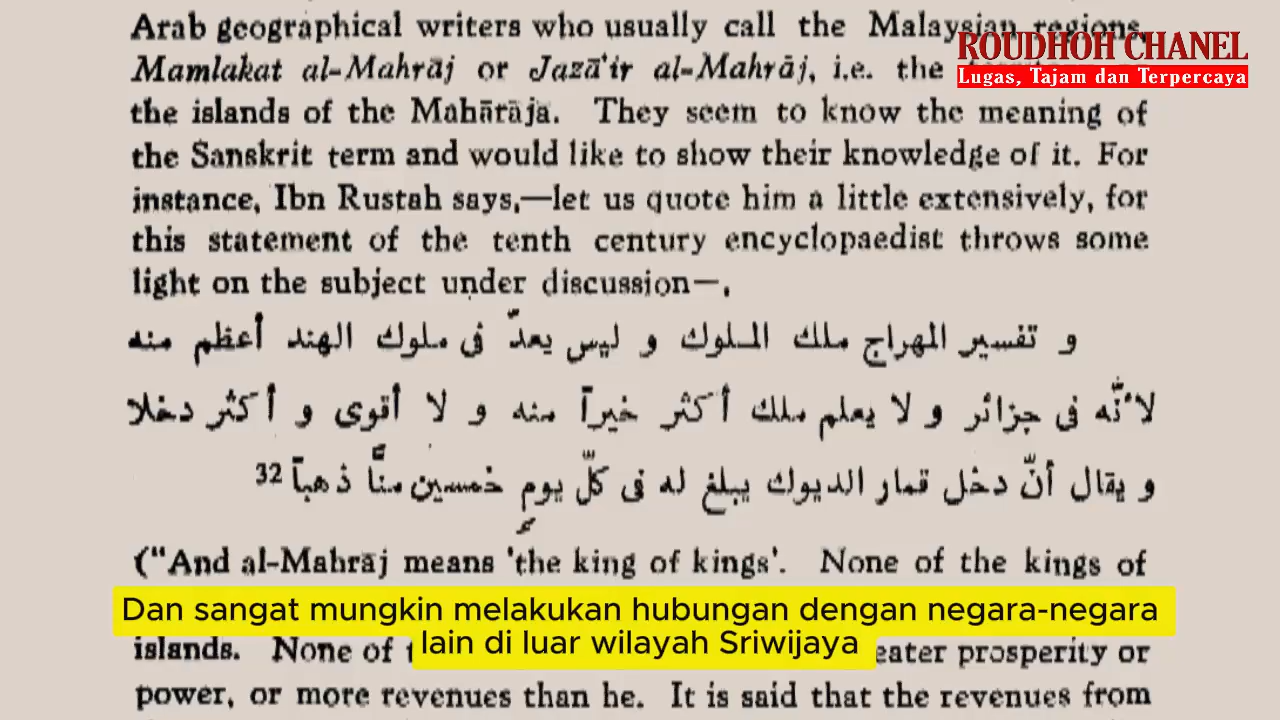 Arab geographical writers who usually call the Malaysian regions,
Mamlakat al-Mahrāj or Jazā'ir al-Mahrāj, i.e. the
ROUDHOH CHANEL
Lugas, Tajam dan Terpercaya
the islands of the Mahārāja. They seem to know the meaning of
the Sanskrit term and would like to show their knowledge of it. For
instance, Ibn Rustah says,—let us quote him a little extensively, for
this statement of the tenth century encyclopaedist throws some
light on the subject under discussion—.
و تفسير المهراج ملك الملوك و ليس يعدّ فى ملوك الهند أعظم منه
لأنّه فى جزائر و لا يعلم ملك أكثر خيراً منه و لا أقوى و أكثر دخلا
و يقال أنّ دخل قمار الديوك يبلغ له فى كلّ يومٍ خمسين منّاً ذهباً 32
("And al-Mahrāj means 'the king of kings'. None of the kings of
Dan sangat mungkin melakukan hubungan dengan negara-negara
lain di luar wilayah Sriwijaya
islands. None of eater prosperity or
power, or more revenues than he. It is said that the revenues from